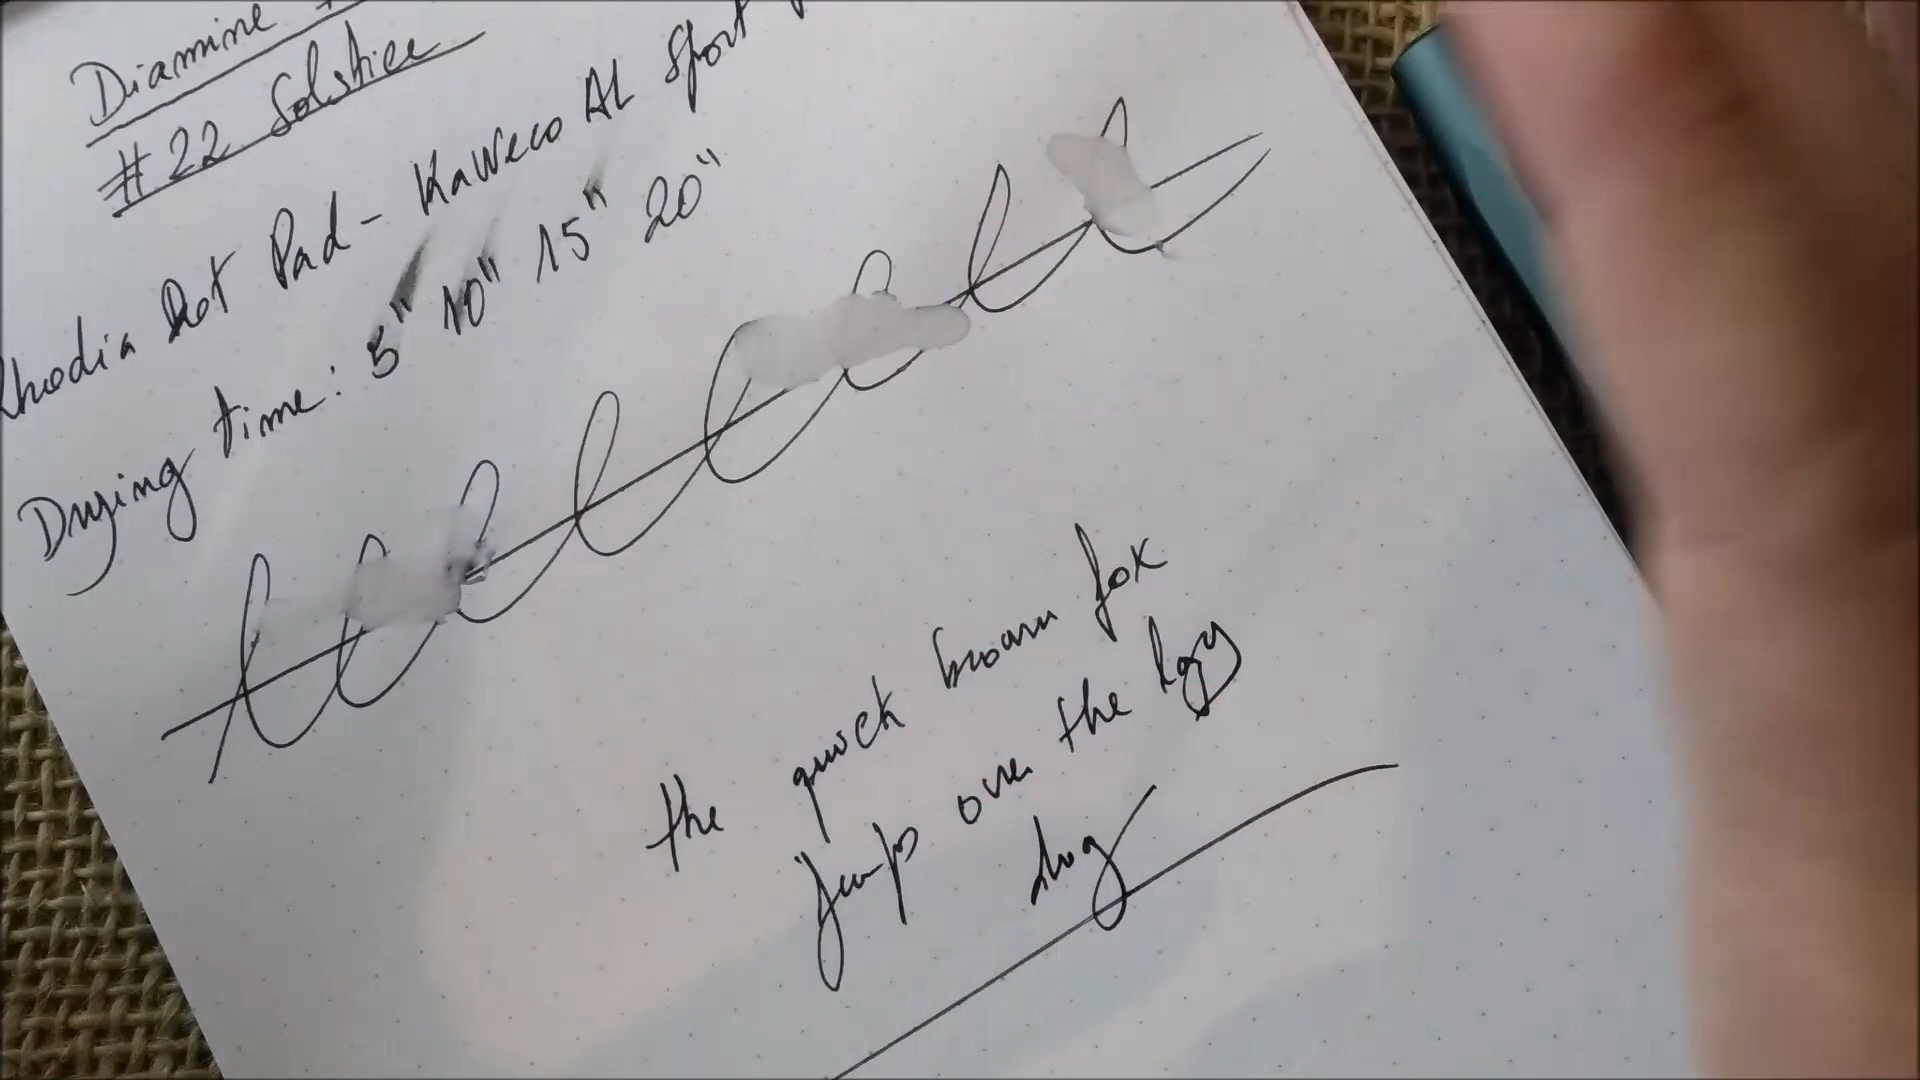 Diamine
#22 Solstice
Rhodia Dot Pad - KaWeco AL Sport
Drying time: 5" 10" 15" 20"
the quick brown fox
jumps over the lazy
dog